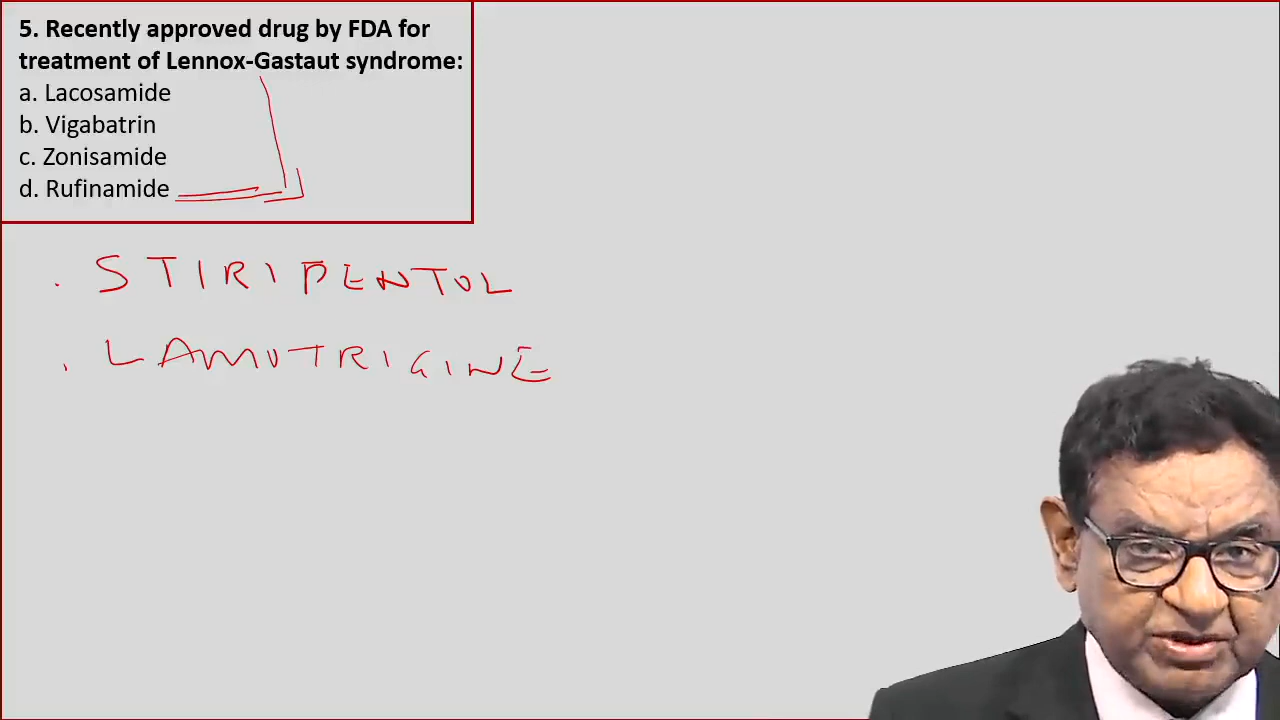 5. Recently approved drug by FDA for
treatment of Lennox-Gastaut syndrome:
a. Lacosamide
b. Vigabatrin
c. Zonisamide
d. Rufinamide
. STIRIPENTOL
. LAMOTRIGINE